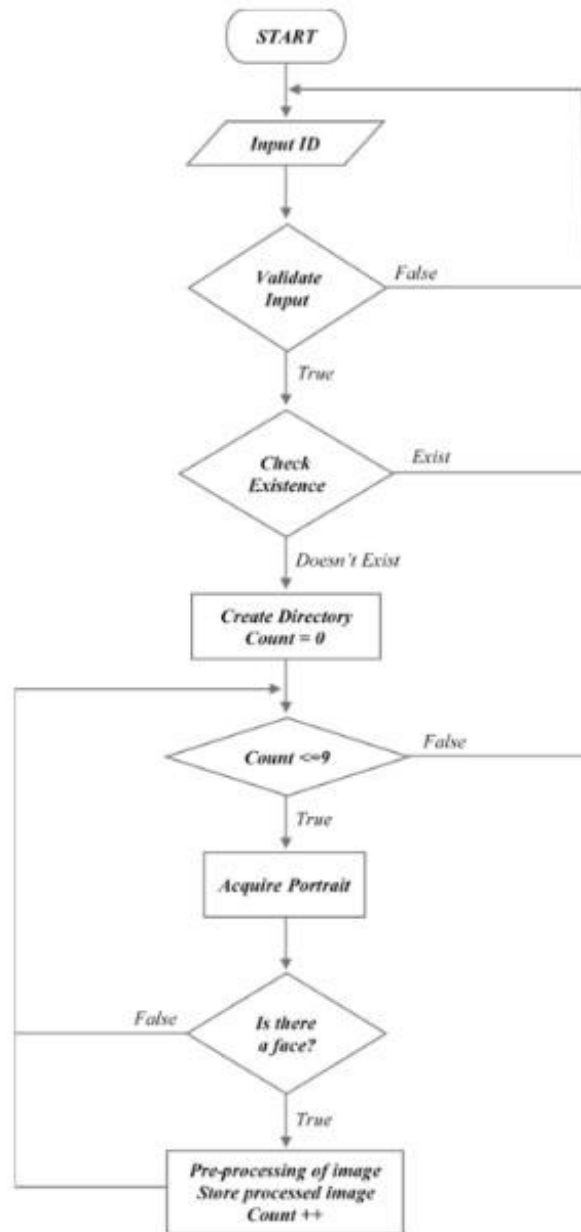 START
Input ID
Validate
Input
False
True
Check
Existence
Exist
Doesn't Exist
Create Directory
Count = 0
Count <=9
False
True
Acquire Portrait
Is there
a face?
False
True
Pre-processing of image
Store processed image
Count ++